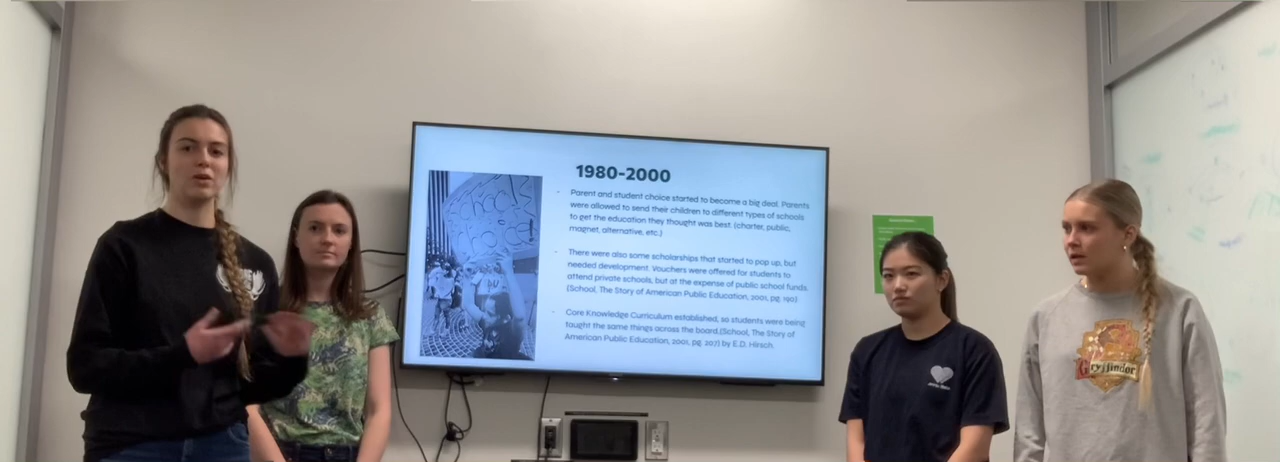 1980-2000
- Parent and student choice started to become a big deal. Parents
were allowed to send their children to different types of schools
to get the education they thought was best. (charter, public,
magnet, alternative, etc.)
- There were also some scholarships that started to pop up, but
needed development. Vouchers were offered for students to
attend private schools, but at the expense of public school funds.
(School, The Story of American Public Education, 2001, pg. 190)
- Core Knowledge Curriculum established, so students were being
taught the same things across the board.(School, The Story of
American Public Education, 2001, pg. 207) by E.D. Hirsch.
Schools
Choice!
Gryffindor